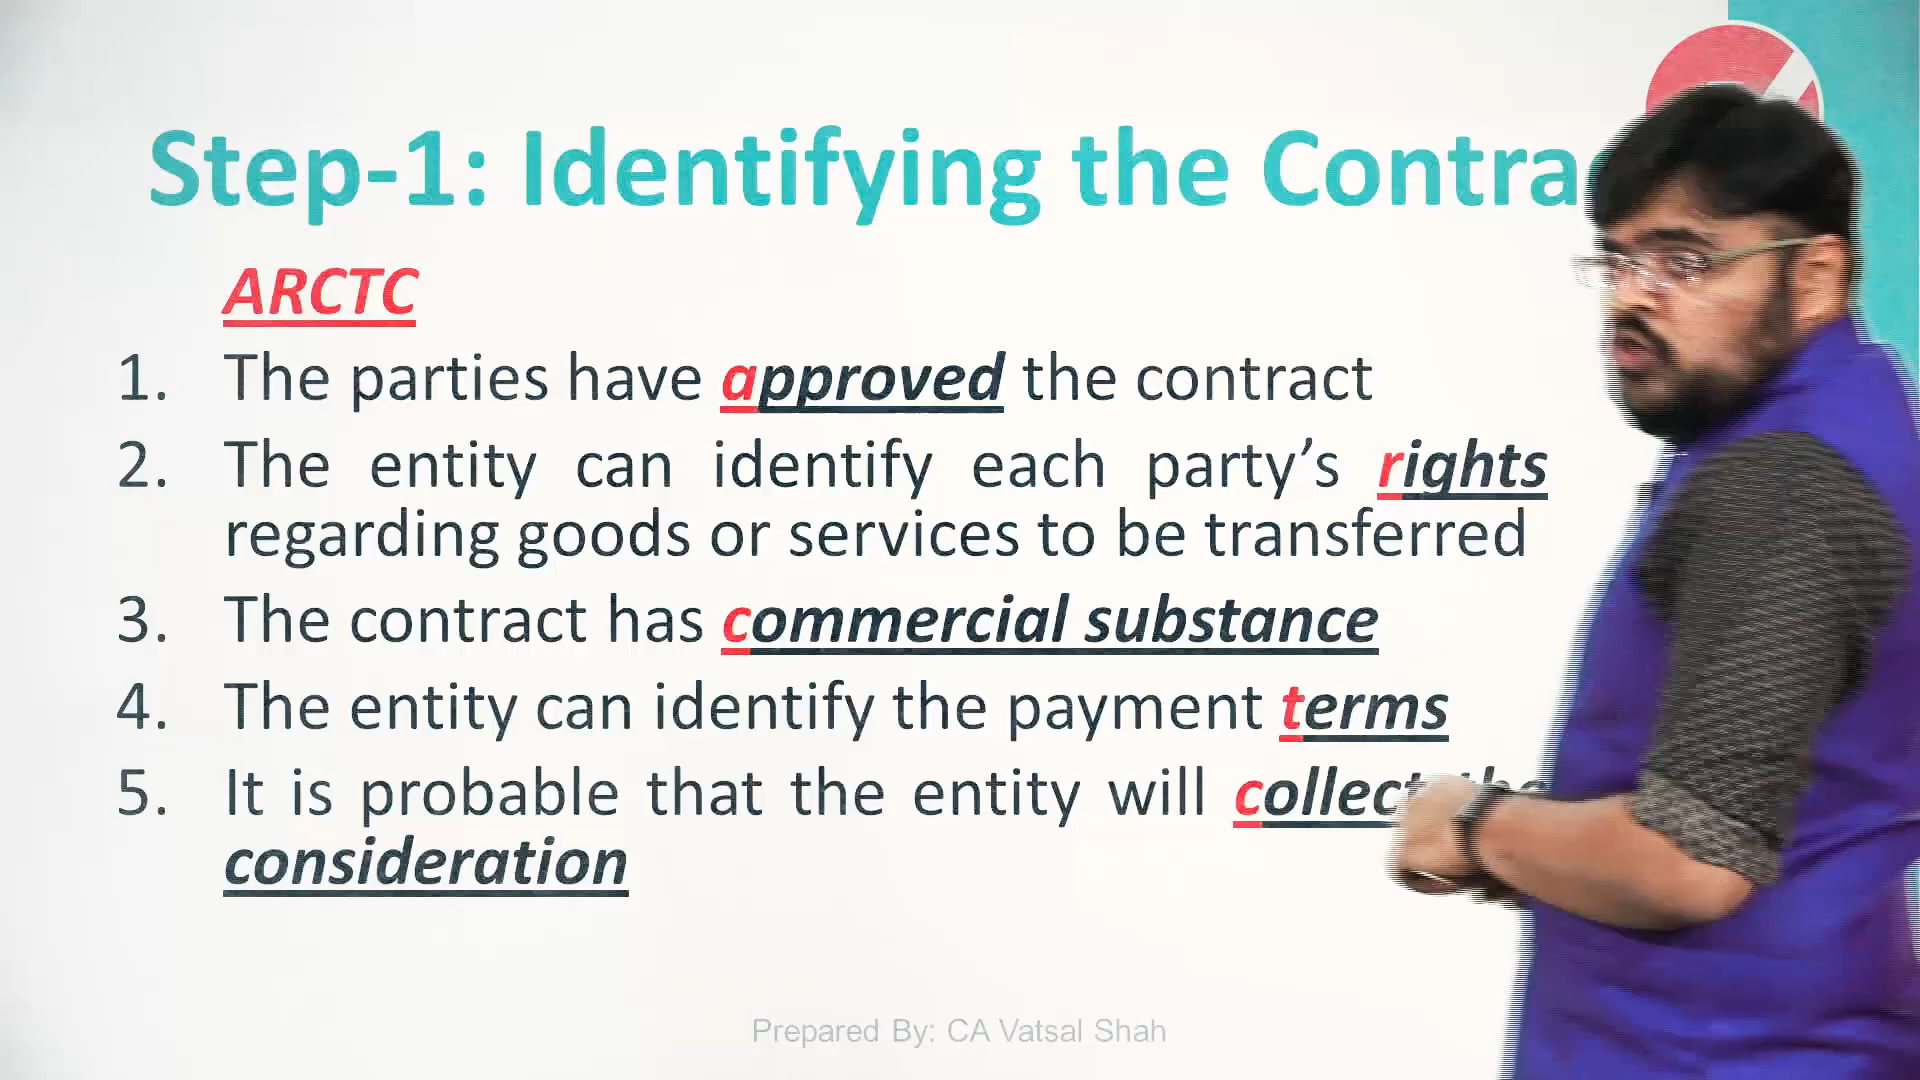 Step-1: Identifying the Contra
ARCTC
1. The parties have approved the contract
2. The entity can identify each party’s rights
regarding goods or services to be transferred
3. The contract has commercial substance
4. The entity can identify the payment terms
5. It is probable that the entity will collect the
consideration
Prepared By: CA Vatsal Shah